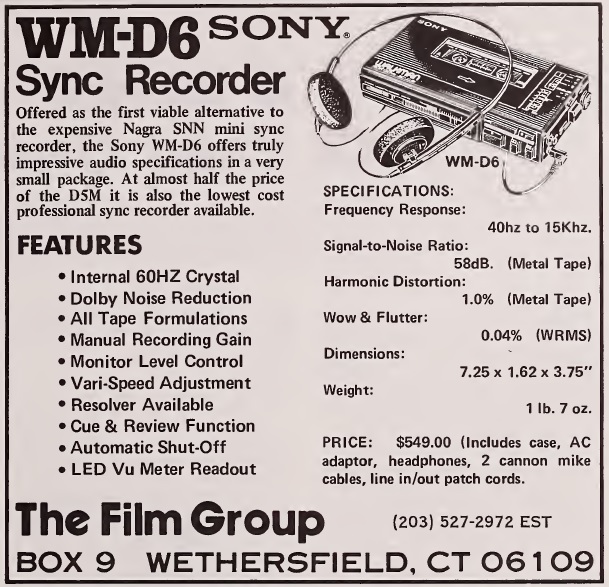 WM-D6 SONY®
Sync Recorder
Offered as the first viable alternative to
the expensive Nagra SNN mini sync
recorder, the Sony WM-D6 offers truly
impressive audio specifications in a very
small package. At almost half the price
of the D5M it is also the lowest cost
professional sync recorder available.
FEATURES
• Internal 60HZ Crystal
• Dolby Noise Reduction
• All Tape Formulations
• Manual Recording Gain
• Monitor Level Control
• Vari-Speed Adjustment
• Resolver Available
• Cue & Review Function
• Automatic Shut-Off
• LED Vu Meter Readout
SONY
WALKMAN
WM-D6
SPECIFICATIONS:
Frequency Response:
40hz to 15Khz.
Signal-to-Noise Ratio:
58dB. (Metal Tape)
Harmonic Distortion:
1.0% (Metal Tape)
Wow & Flutter:
0.04% (WRMS)
Dimensions:
7.25 x 1.62 x 3.75"
Weight:
1 lb. 7 oz.
PRICE: $549.00 (Includes case, AC
adaptor, headphones, 2 cannon mike
cables, line in/out patch cords.
The Film Group
(203) 527-2972 EST
BOX 9 WETHERSFIELD, CT 06109